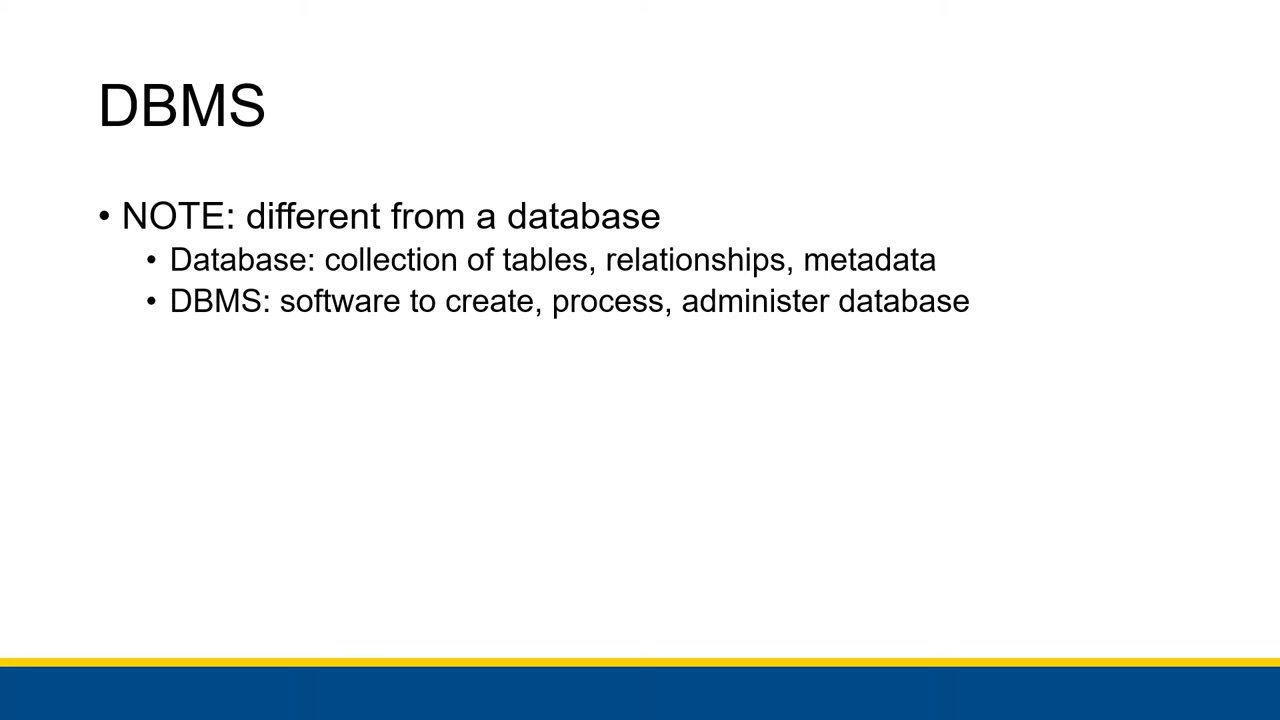 DBMS
• NOTE: different from a database
• Database: collection of tables, relationships, metadata
• DBMS: software to create, process, administer database